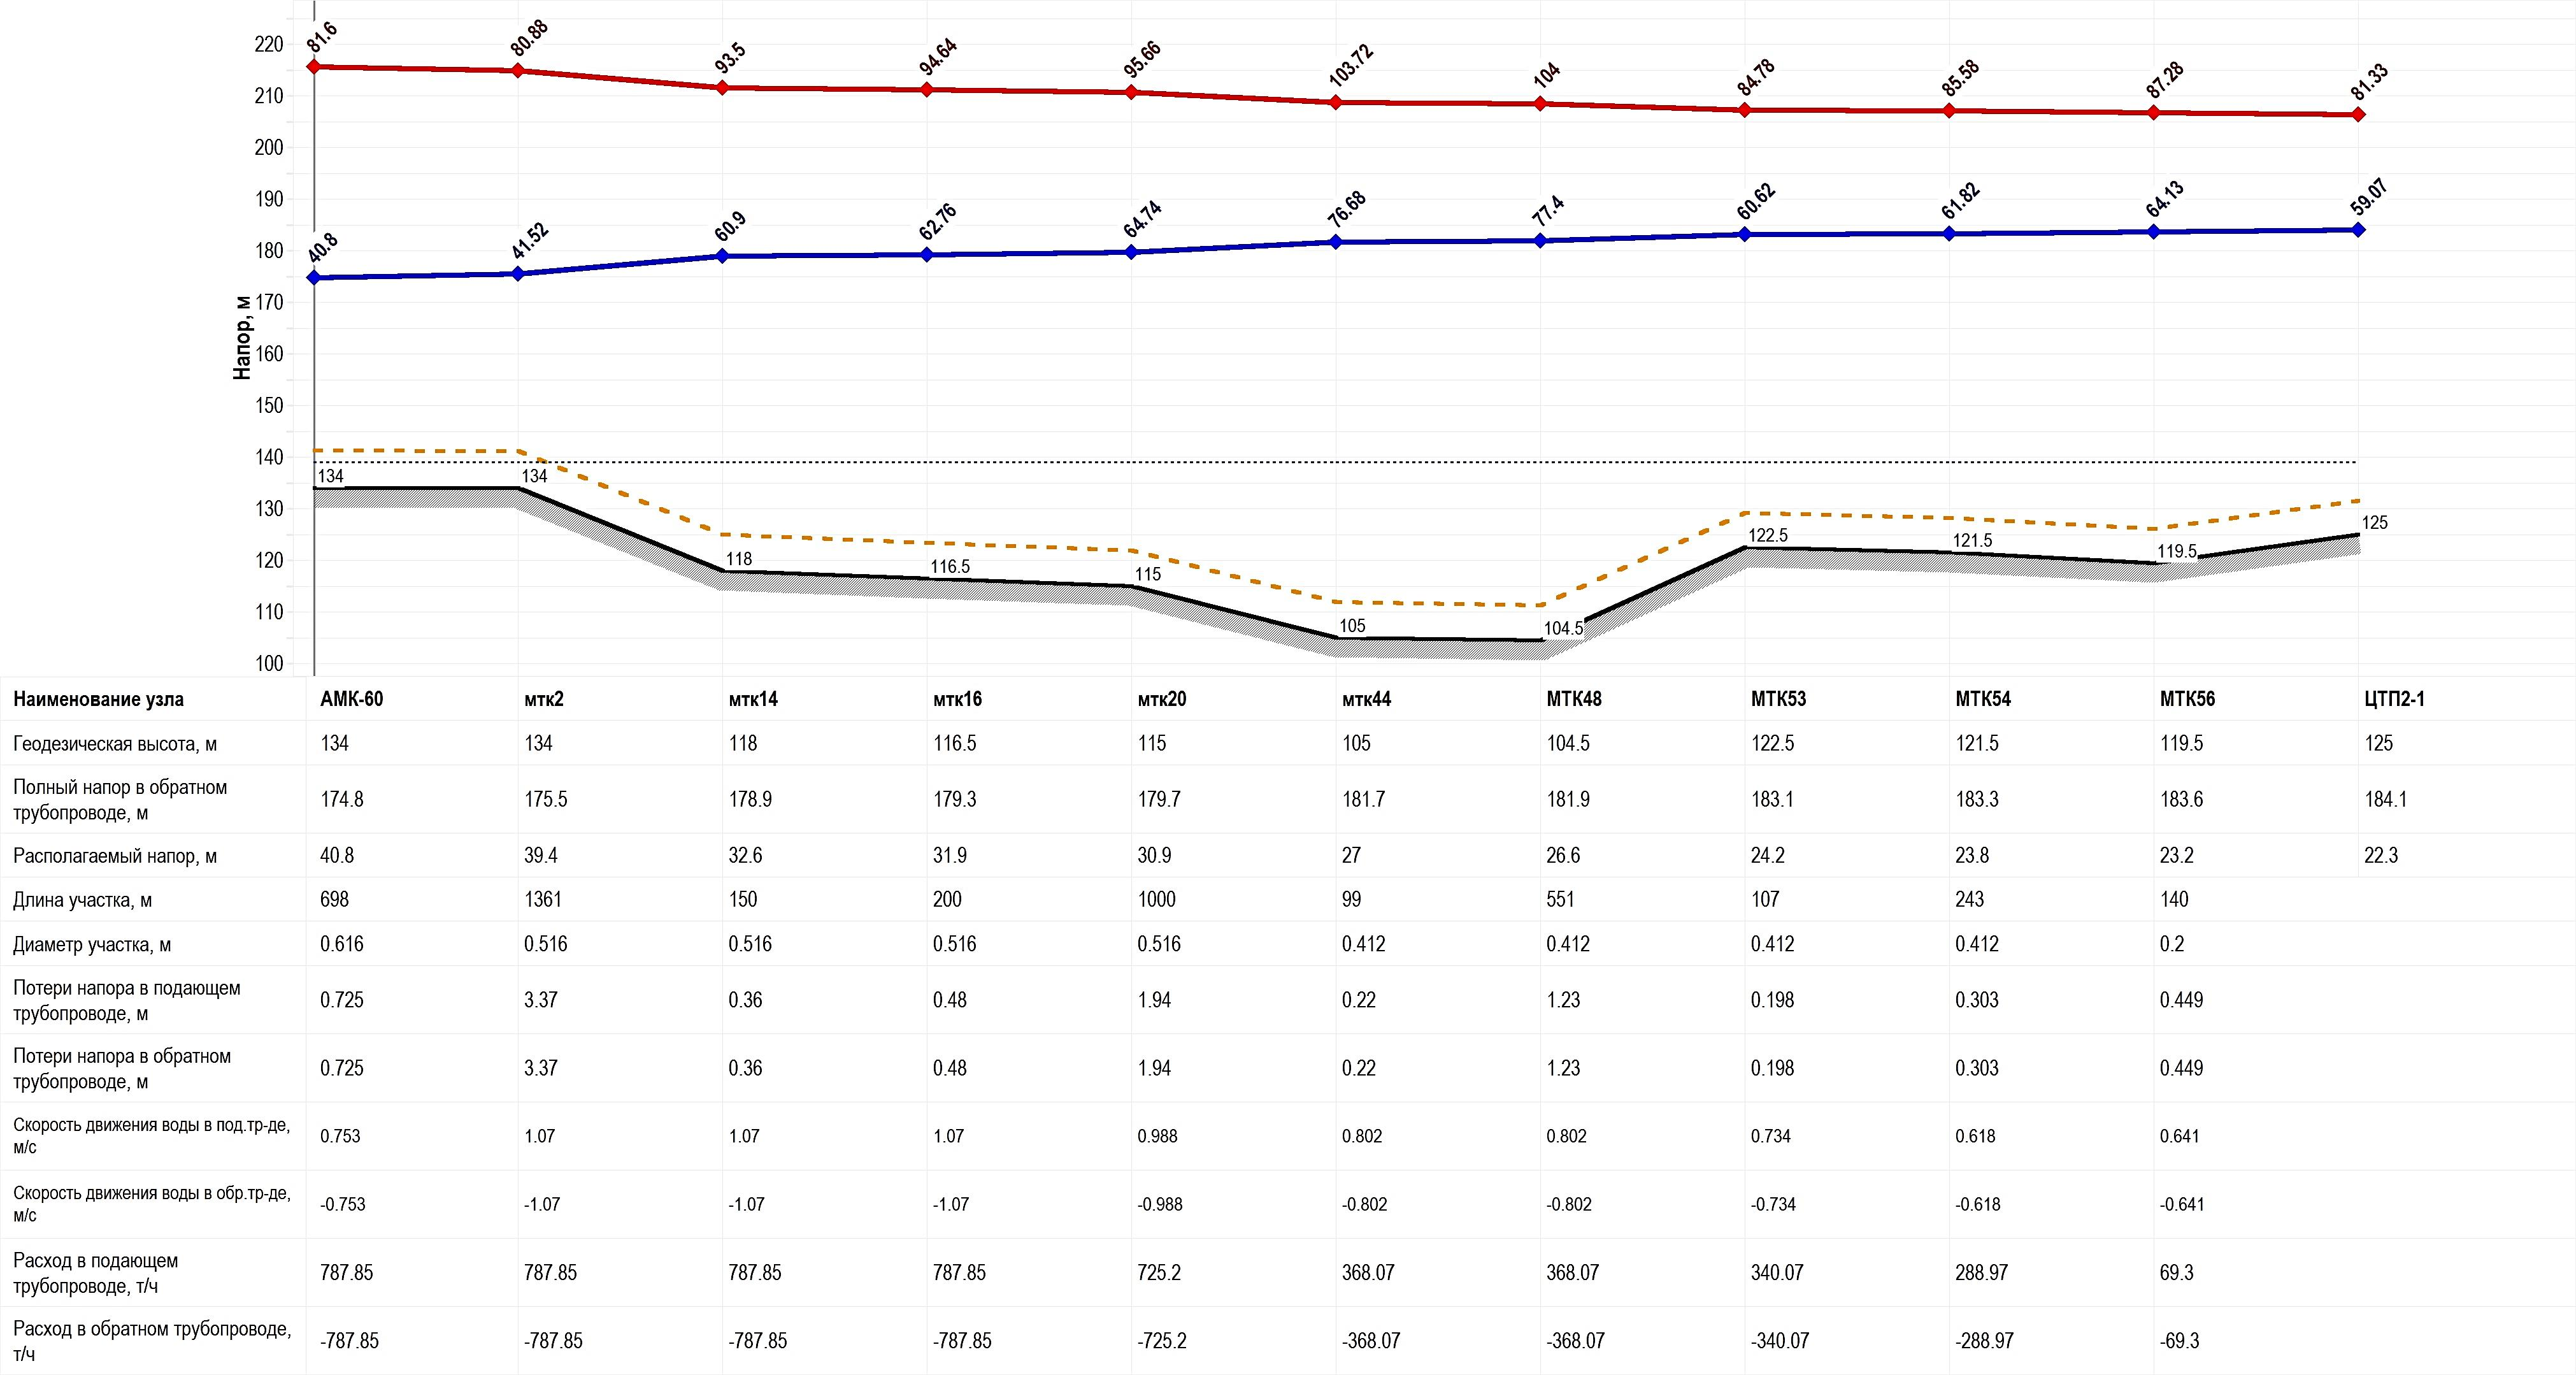 81.6 80.88 93.5 94.64 95.66 103.72 104 84.78 85.58 87.28 81.33
220
210
200
190
180
170
160
150
140
130
120
110
100
Напор, м
40.8 41.52 60.9 62.76 64.74 76.68 77.4 60.62 61.82 64.13 59.07
134 134 118 116.5 115 105 104.5 122.5 121.5 119.5 125
Наименование узла АМК-60 мтк2 мтк14 мтк16 мтк20 мтк44 МТК48 МТК53 МТК54 МТК56 ЦТП2-1
Геодезическая высота, м 134 134 118 116.5 115 105 104.5 122.5 121.5 119.5 125
Полный напор в обратном
трубопроводе, м 174.8 175.5 178.9 179.3 179.7 181.7 181.9 183.1 183.3 183.6 184.1
Располагаемый напор, м 40.8 39.4 32.6 31.9 30.9 27 26.6 24.2 23.8 23.2 22.3
Длина участка, м 698 1361 150 200 1000 99 551 107 243 140
Диаметр участка, м 0.616 0.516 0.516 0.516 0.516 0.412 0.412 0.412 0.412 0.2
Потери напора в подающем
трубопроводе, м 0.725 3.37 0.36 0.48 1.94 0.22 1.23 0.198 0.303 0.449
Потери напора в обратном
трубопроводе, м 0.725 3.37 0.36 0.48 1.94 0.22 1.23 0.198 0.303 0.449
Скорость движения воды в под.тр-де,
м/с 0.753 1.07 1.07 1.07 0.988 0.802 0.802 0.734 0.618 0.641
Скорость движения воды в обр.тр-де,
м/с -0.753 -1.07 -1.07 -1.07 -0.988 -0.802 -0.802 -0.734 -0.618 -0.641
Расход в подающем
трубопроводе, т/ч 787.85 787.85 787.85 787.85 725.2 368.07 368.07 340.07 288.97 69.3
Расход в обратном трубопроводе,
т/ч -787.85 -787.85 -787.85 -787.85 -725.2 -368.07 -368.07 -340.07 -288.97 -69.3